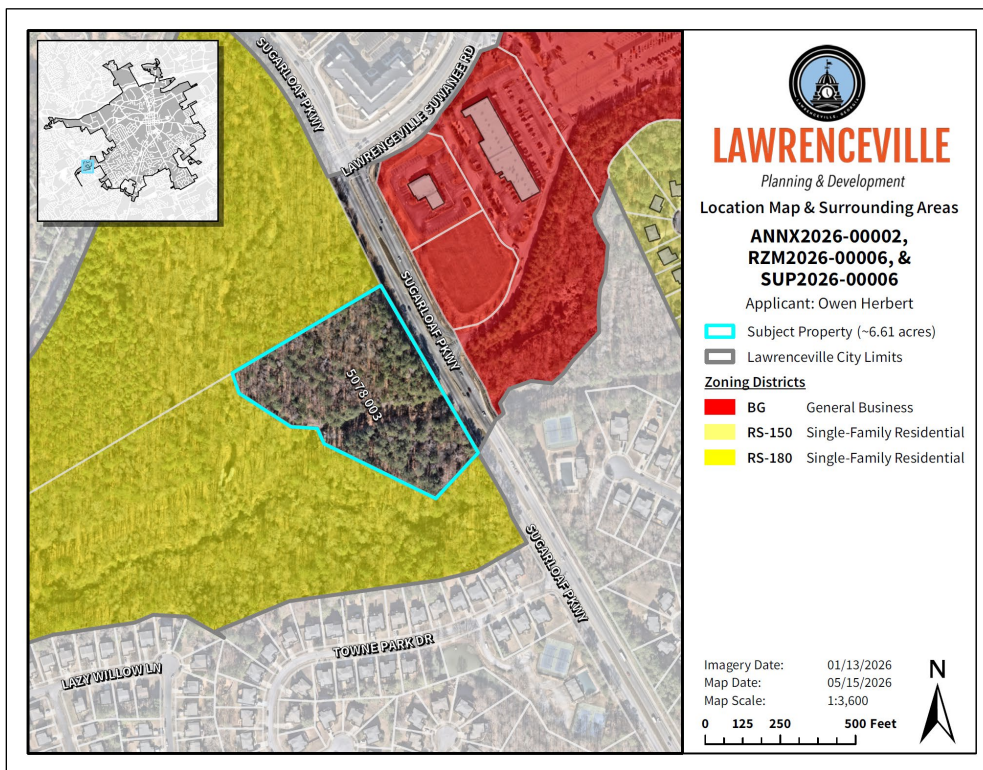 SUGARLOAF PKWY
LAWRENCEVILLE SUWANEE RD
SUGARLOAF PKWY
5078 003
SUGARLOAF PKWY
TOWNE PARK DR
LAZY WILLOW LN
LAWRENCEVILLE
Planning & Development
Location Map & Surrounding Areas
ANNX2026-00002,
RZM2026-00006, &
SUP2026-00006
Applicant: Owen Herbert
Subject Property (~6.61 acres)
Lawrenceville City Limits
Zoning Districts
BG General Business
RS-150 Single-Family Residential
RS-180 Single-Family Residential
Imagery Date: 01/13/2026
Map Date: 05/15/2026
Map Scale: 1:3,600
0 125 250 500 Feet
N